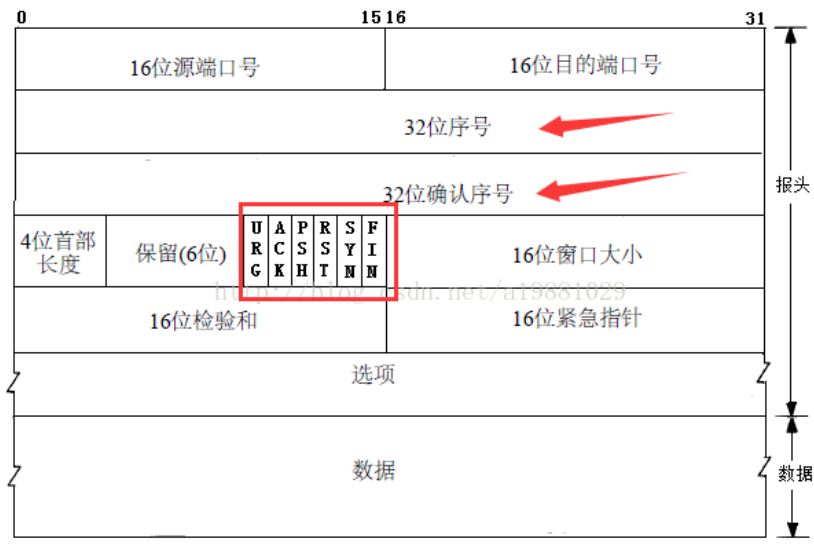 0 15 16 31
16位源端口号 16位目的端口号
32位序号
32位确认序号
报头
4位首部
长度
保留(6位)
URG ACK PSH RST SYN FIN
16位窗口大小
http://blog.csdn.net/a19881029
16位检验和 16位紧急指针
选项
数据 数据